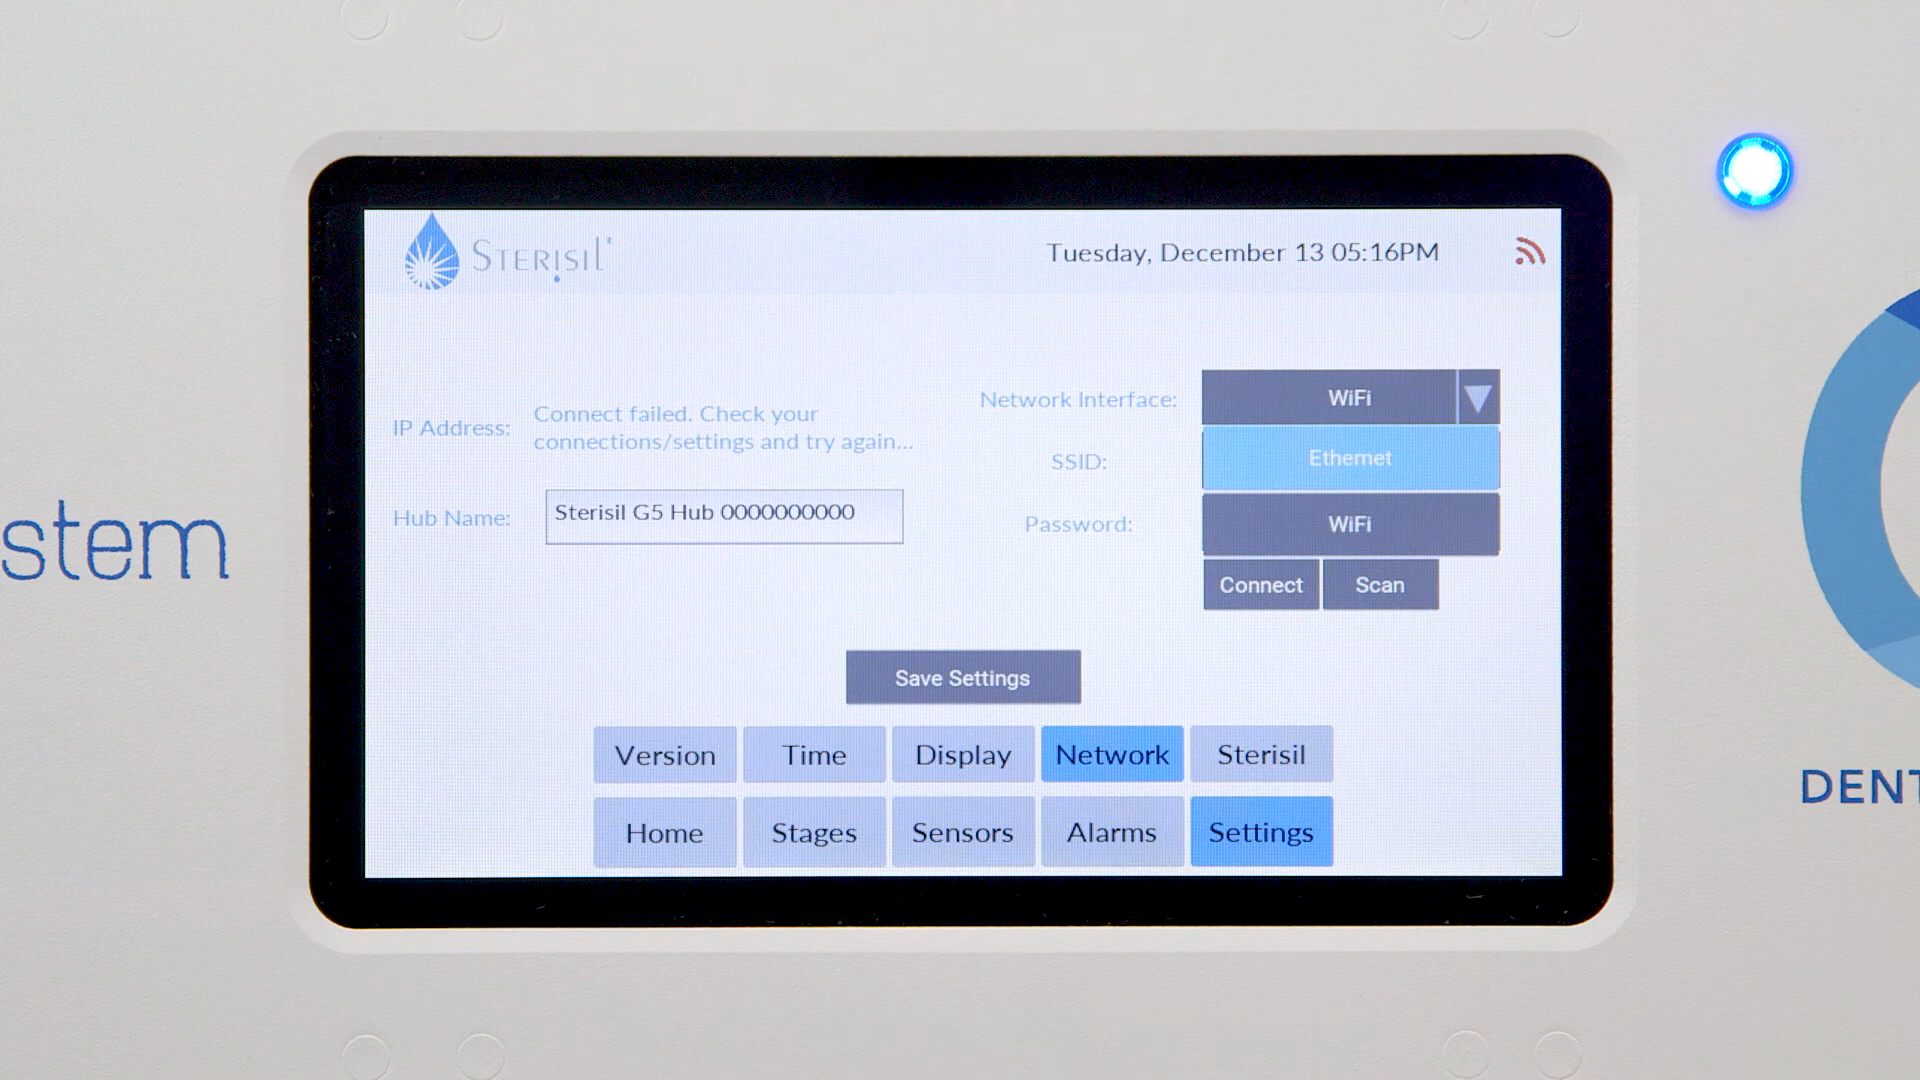 STERISIL
Tuesday, December 13 05:16PM
IP Address:
Connect failed. Check your
connections/settings and try again...
Hub Name:
Sterisil G5 Hub 0000000000
Network Interface:
WiFi
SSID:
Ethernet
Password:
WiFi
Connect
Scan
Save Settings
Version
Time
Display
Network
Sterisil
Home
Stages
Sensors
Alarms
Settings
stem
DENT